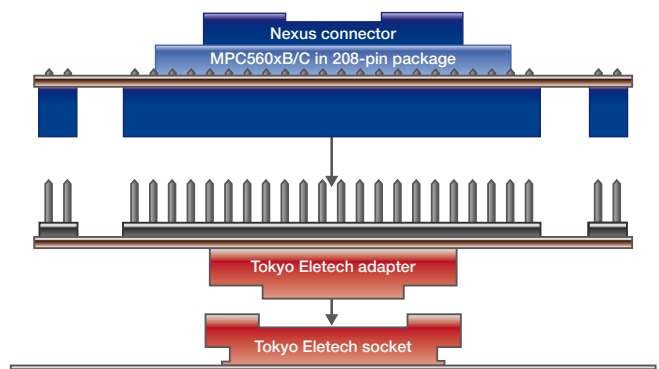 Nexus connector
MPC560xB/C in 208-pin package
Tokyo Eletech adapter
Tokyo Eletech socket